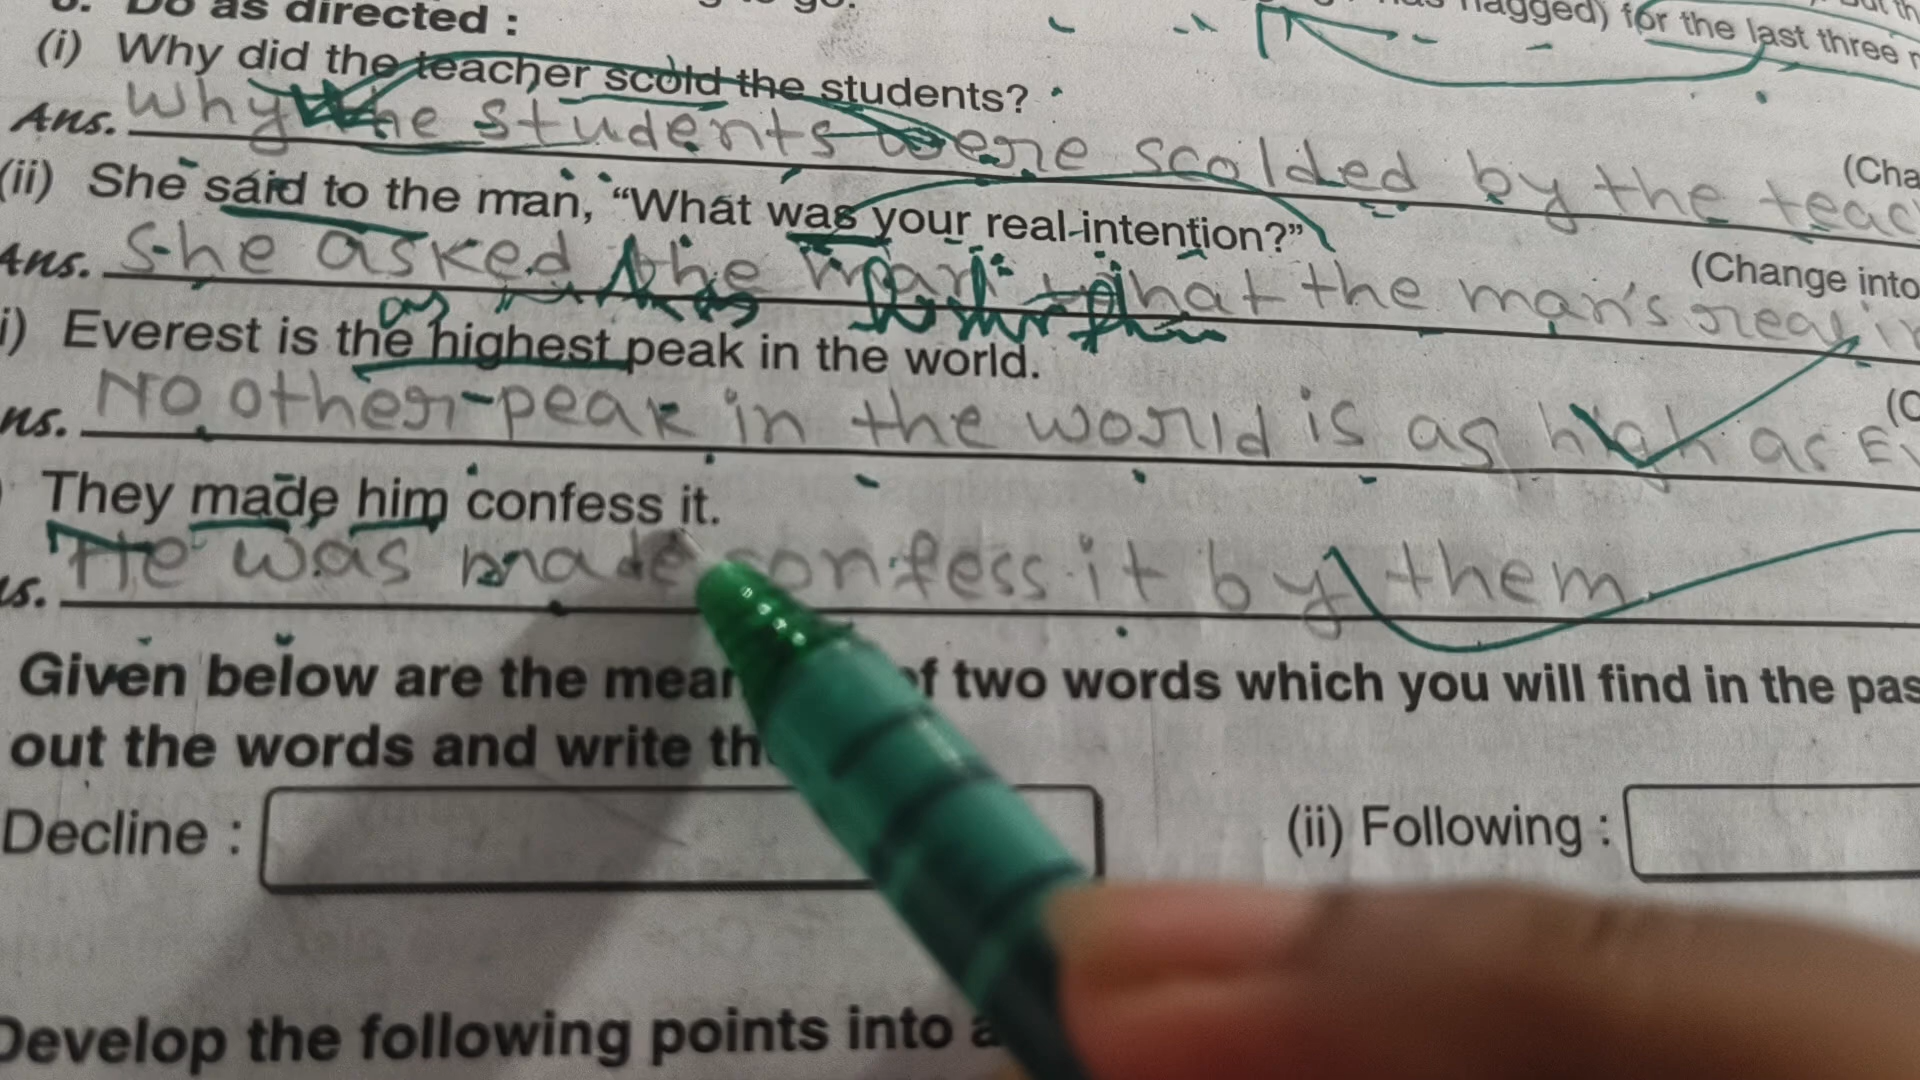 Do as directed :
hagged) for the last three
(i) Why did the teacher scold the students?
Ans. Why the students were scolded by the teac
(Cha
(ii) She said to the man, “What was your real intention?”
(Change into
Ans. She asked the man what the man's real in
i) Everest is the highest peak in the world.
(C
ns. No other peak in the world is as high as Ev
They made him confess it.
s. He was made confess it by them
Given below are the mean of two words which you will find in the pas
out the words and write th
Decline :
(ii) Following :
Develop the following points into a